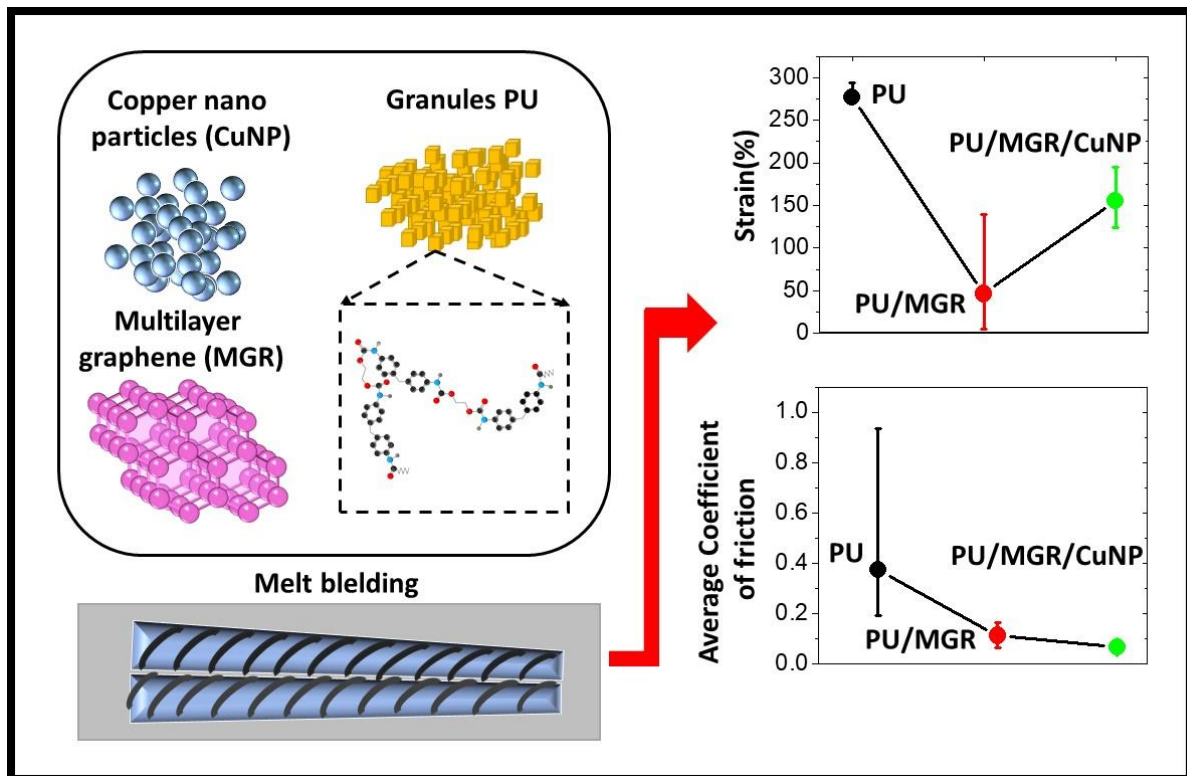 Copper nano
particles (CuNP)
Granules PU
Multilayer
graphene (MGR)
Melt blelding
Strain(%)
300
250
200
150
100
50
0
PU
PU/MGR/CuNP
PU/MGR
Average Coefficient
of friction
1.0
0.8
0.6
0.4
0.2
0.0
PU
PU/MGR/CuNP
PU/MGR